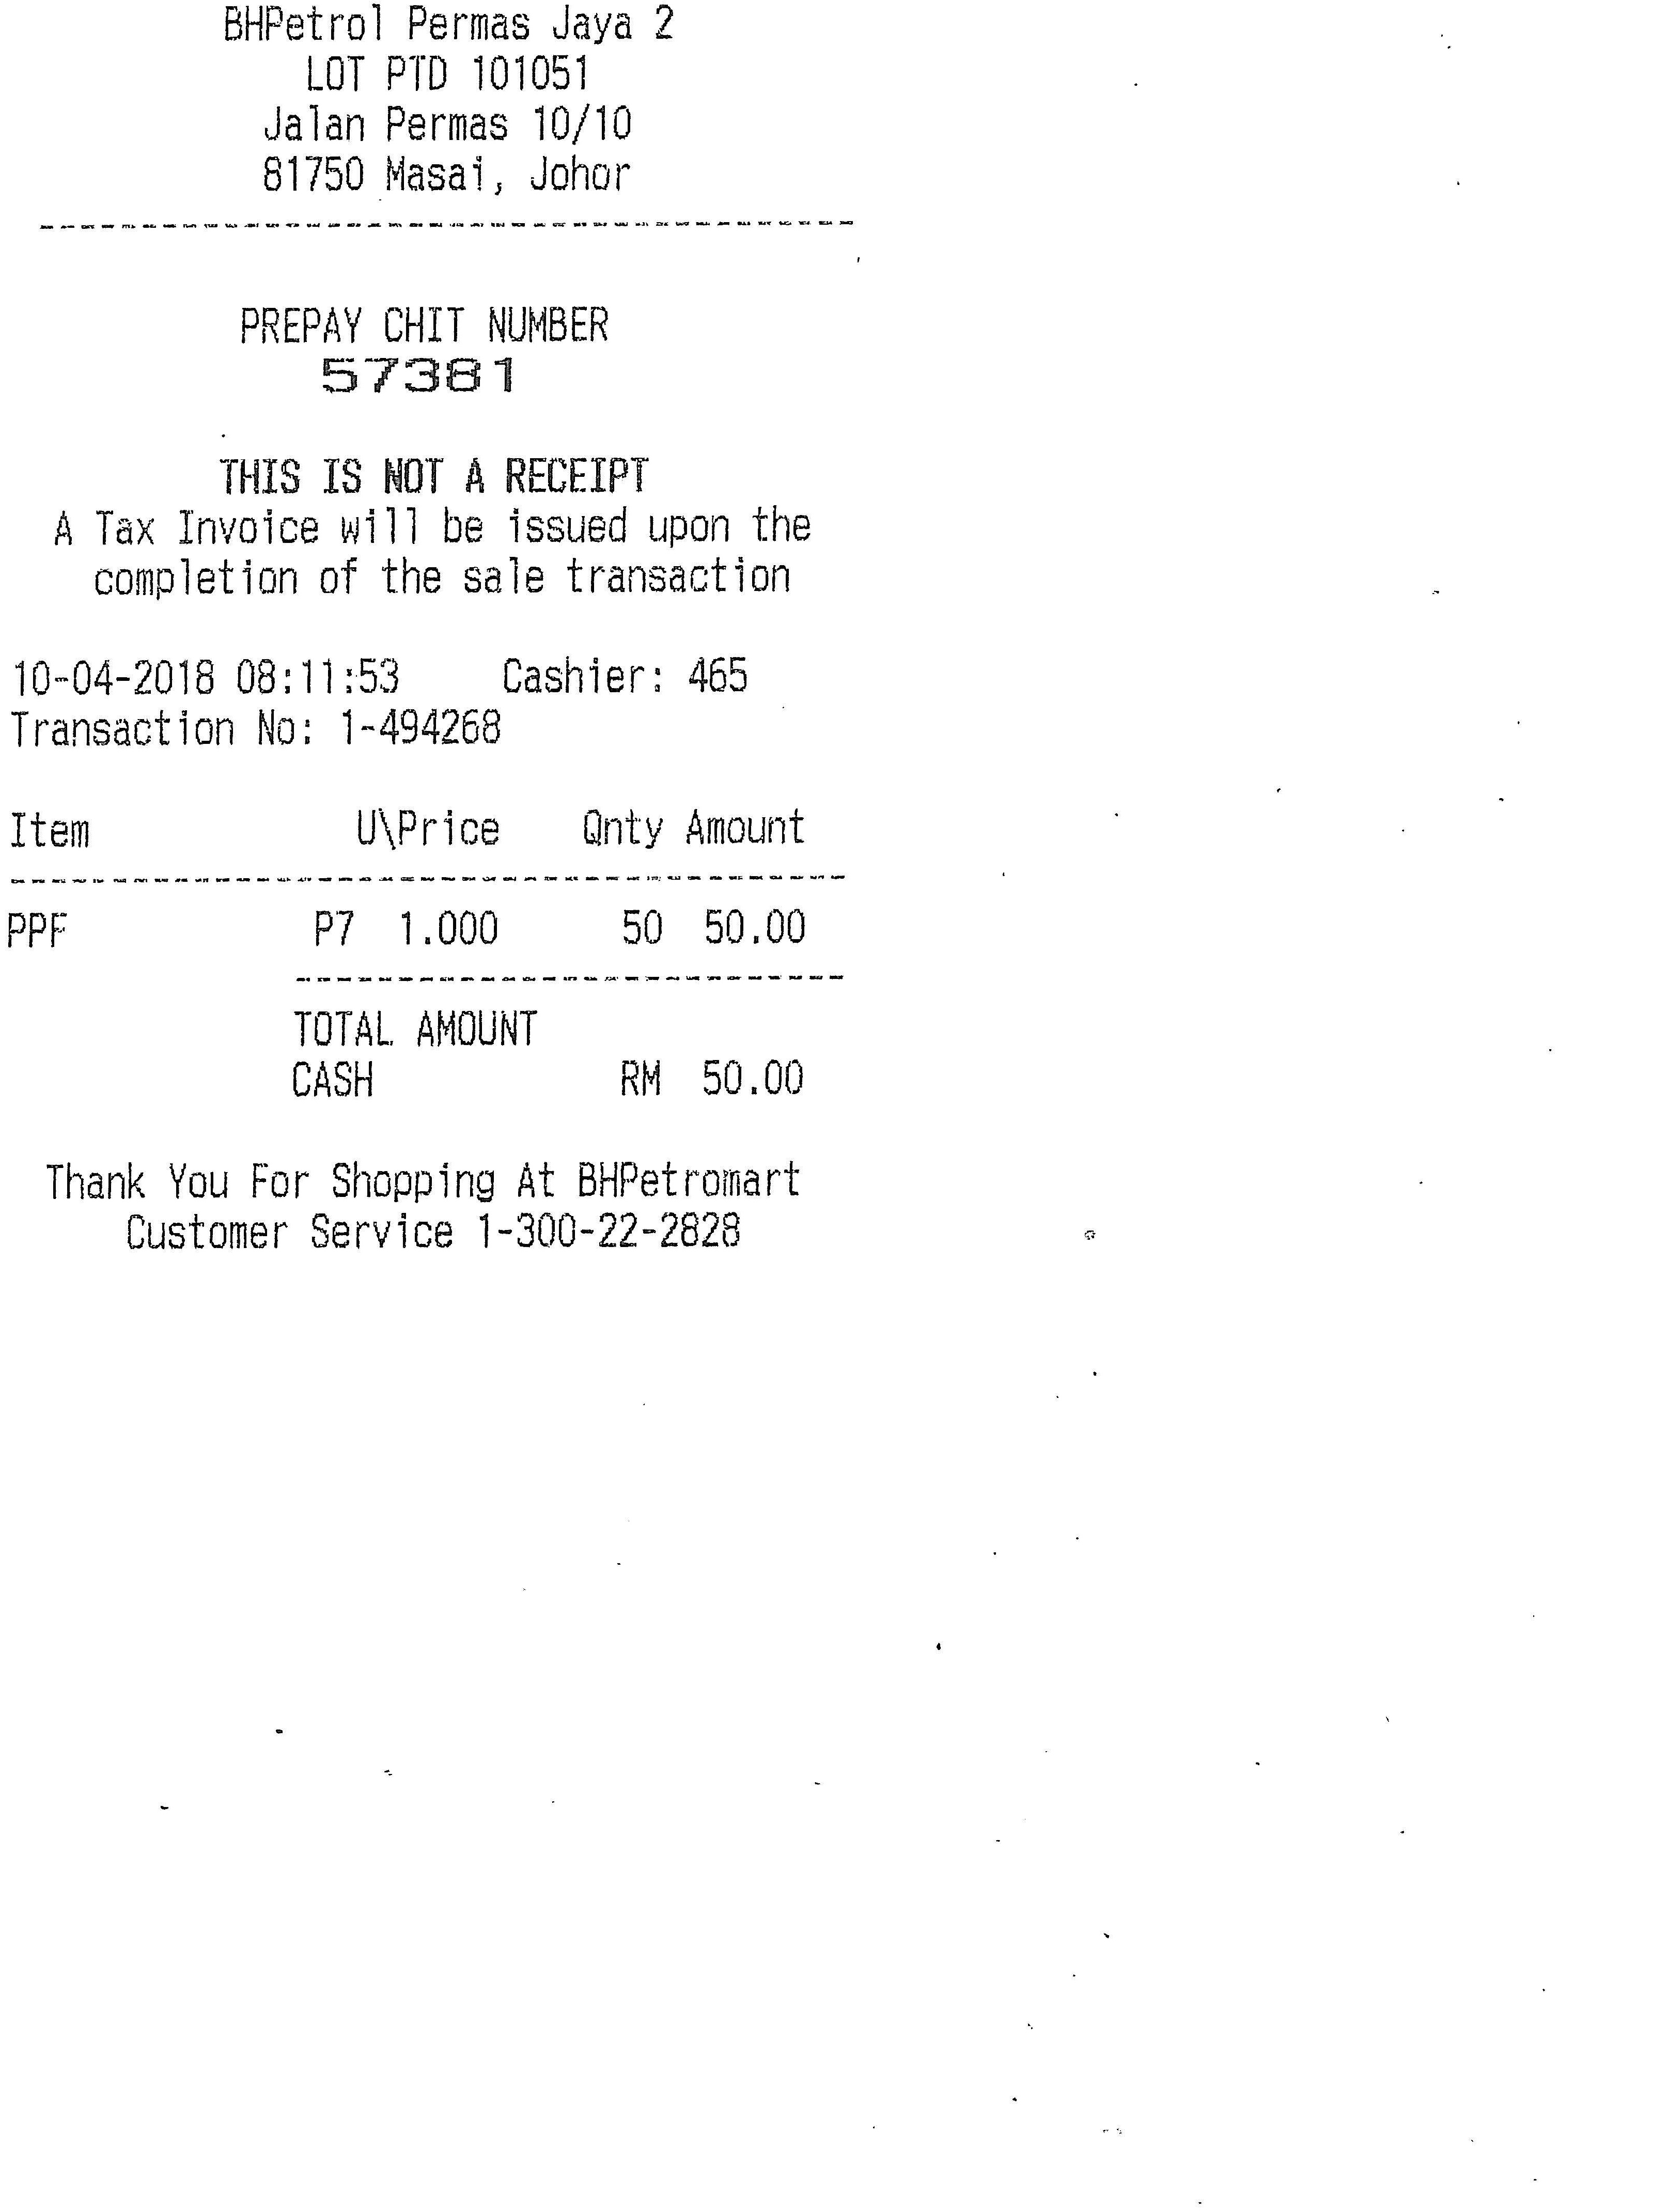 BHPetrol Permas Jaya 2
LOT PTD 101051
Jalan Permas 10/10
81750 Masai, Johor
----------------------------------------
PREPAY CHIT NUMBER
57381
THIS IS NOT A RECEIPT
A Tax Invoice will be issued upon the
completion of the sale transaction
10-04-2018 08:11:53 Cashier: 465
Transaction No: 1-494268
Item U\Price Qnty Amount
-----------------------------------------
PPF P7 1.000 50 50.00
---------------------------
TOTAL AMOUNT
CASH RM 50.00
Thank You For Shopping At BHPetromart
Customer Service 1-300-22-2828